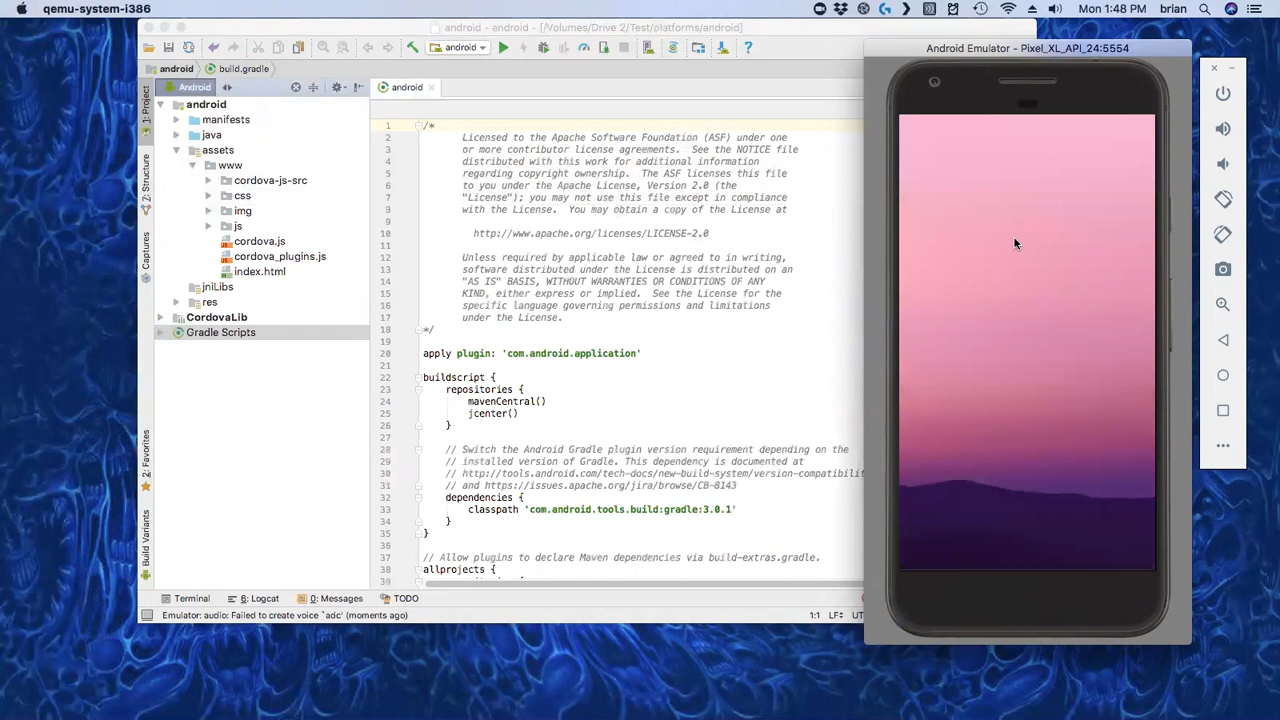 qemu-system-i386
Mon 1:48 PM brian
android - android - [/Volumes/Drive 2/Test/platforms/android]
android
android build.gradle
Android
android
1: Project
Z: Structure
Captures
2: Favorites
Build Variants
android
manifests
java
assets
www
cordova-js-src
css
img
js
cordova.js
cordova_plugins.js
index.html
jniLibs
res
CordovaLib
Gradle Scripts
1 /*
2 Licensed to the Apache Software Foundation (ASF) under one
3 or more contributor license agreements. See the NOTICE file
4 distributed with this work for additional information
5 regarding copyright ownership. The ASF licenses this file
6 to you under the Apache License, Version 2.0 (the
7 "License"); you may not use this file except in compliance
8 with the License. You may obtain a copy of the License at
9
10 http://www.apache.org/licenses/LICENSE-2.0
11
12 Unless required by applicable law or agreed to in writing,
13 software distributed under the License is distributed on an
14 "AS IS" BASIS, WITHOUT WARRANTIES OR CONDITIONS OF ANY
15 KIND, either express or implied. See the License for the
16 specific language governing permissions and limitations
17 under the License.
18 */
19
20 apply plugin: 'com.android.application'
21
22 buildscript {
23 repositories {
24 mavenCentral()
25 jcenter()
26 }
27
28 // Switch the Android Gradle plugin version requirement depending on the
29 // installed version of Gradle. This dependency is documented at
30 // http://tools.android.com/tech-docs/new-build-system/version-compatibilit
31 // and https://issues.apache.org/jira/browse/CB-8143
32 dependencies {
33 classpath 'com.android.tools.build:gradle:3.0.1'
34 }
35 }
36
37 // Allow plugins to declare Maven dependencies via build-extras.gradle.
38 allprojects {
39
Terminal 6: Logcat 0: Messages TODO
Emulator: audio: Failed to create voice `adc' (moments ago)
1:1 LF÷ UT
Android Emulator - Pixel_XL_API_24:5554